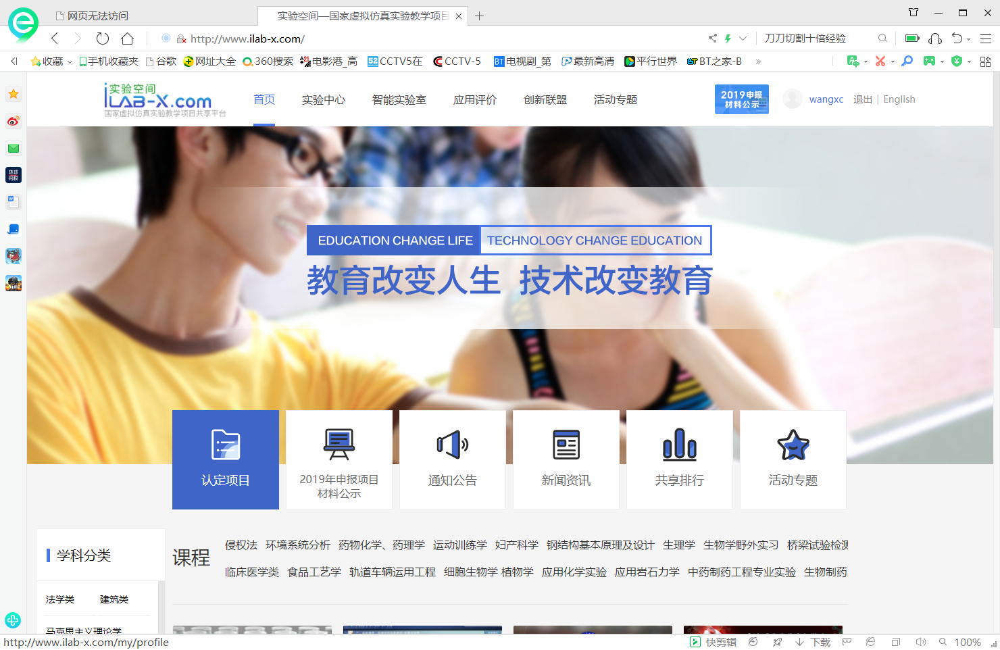 网页无法访问
实验空间—国家虚拟仿真实验教学项目
http://www.ilab-x.com/
刀刀切割十倍经验
收藏 手机收藏夹 谷歌 网址大全 360搜索 电影港_高 CCTV5在 CCTV-5 电视剧_第 最新高清 平行世界 BT之家-B »
实验空间
iLAB-X.com
国家虚拟仿真实验教学项目共享平台
首页 实验中心 智能实验室 应用评价 创新联盟 活动专题
2019申报
材料公示
wangxc 退出 | English
EDUCATION CHANGE LIFE TECHNOLOGY CHANGE EDUCATION
教育改变人生 技术改变教育
认定项目
2019年申报项目
材料公示
通知公告
新闻资讯
共享排行
活动专题
学科分类
法学类 建筑类
马克思主义理论学
课程
侵权法 环境系统分析 药物化学、药理学 运动训练学 妇产科学 钢结构基本原理及设计 生理学 生物学野外实习 桥梁试验检测
临床医学类 食品工艺学 轨道车辆运用工程 细胞生物学 植物学 应用化学实验 应用岩石力学 中药制药工程专业实验 生物制药
http://www.ilab-x.com/my/profile
快剪辑 下载 100%